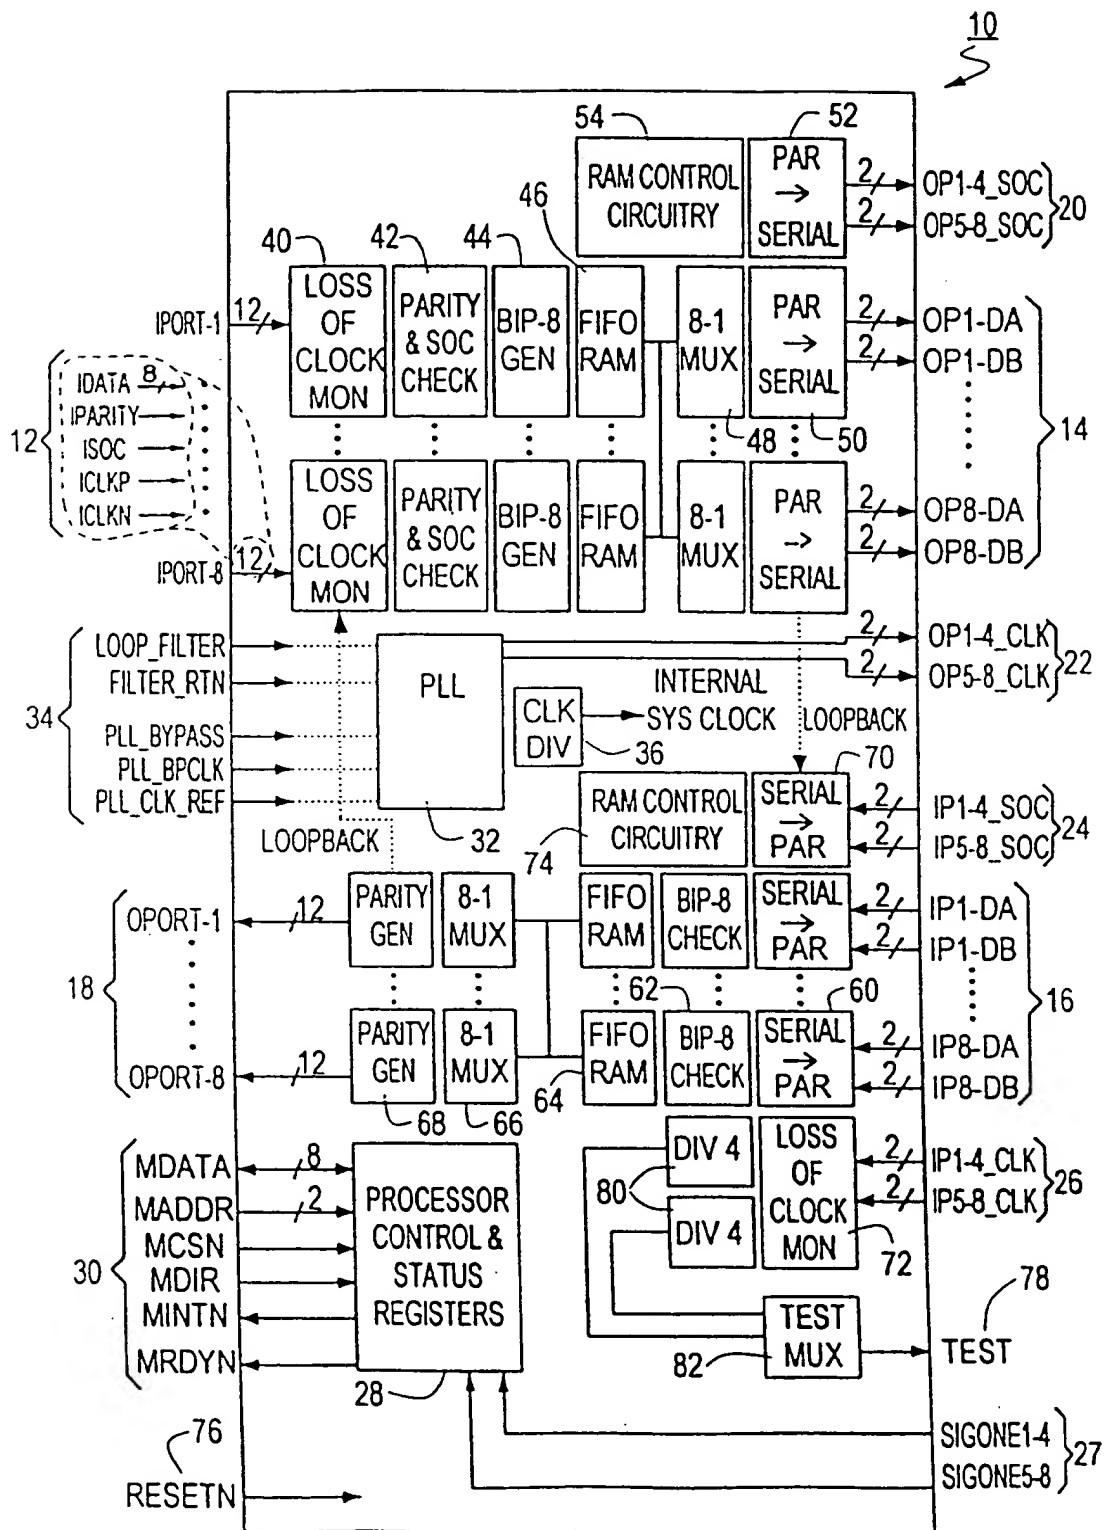 10
54
52
RAM CONTROL
CIRCUITRY
PAR
→
SERIAL
2
OP1-4_SOC
2
OP5-8_SOC
20
40
42
44
46
IPORT-1
12
LOSS
OF
CLOCK
MON
PARITY
& SOC
CHECK
BIP-8
GEN
FIFO
RAM
8-1
MUX
PAR
→
SERIAL
2
OP1-DA
2
OP1-DB
48
50
14
12
IDATA
8
IPARITY
ISOC
ICLKP
ICLKN
IPORT-8
12
LOSS
OF
CLOCK
MON
PARITY
& SOC
CHECK
BIP-8
GEN
FIFO
RAM
8-1
MUX
PAR
→
SERIAL
2
OP8-DA
2
OP8-DB
34
LOOP_FILTER
FILTER_RTN
PLL_BYPASS
PLL_BPCLK
PLL_CLK_REF
PLL
32
CLK
DIV
36
INTERNAL
SYS CLOCK
LOOPBACK
2
OP1-4_CLK
2
OP5-8_CLK
22
LOOPBACK
74
RAM CONTROL
CIRCUITRY
70
SERIAL
→
PAR
2
IP1-4_SOC
2
IP5-8_SOC
24
18
OPORT-1
12
PARITY
GEN
8-1
MUX
FIFO
RAM
BIP-8
CHECK
SERIAL
→
PAR
2
IP1-DA
2
IP1-DB
16
62
60
OPORT-8
12
PARITY
GEN
8-1
MUX
FIFO
RAM
BIP-8
CHECK
SERIAL
→
PAR
2
IP8-DA
2
IP8-DB
68
66
64
30
MDATA
8
MADDR
2
MCSN
MDIR
MINTN
MRDYN
PROCESSOR
CONTROL &
STATUS
REGISTERS
28
DIV 4
80
DIV 4
LOSS
OF
CLOCK
MON
72
2
IP1-4_CLK
2
IP5-8_CLK
26
TEST
MUX
82
78
TEST
76
RESETN
SIGONE1-4
SIGONE5-8
27